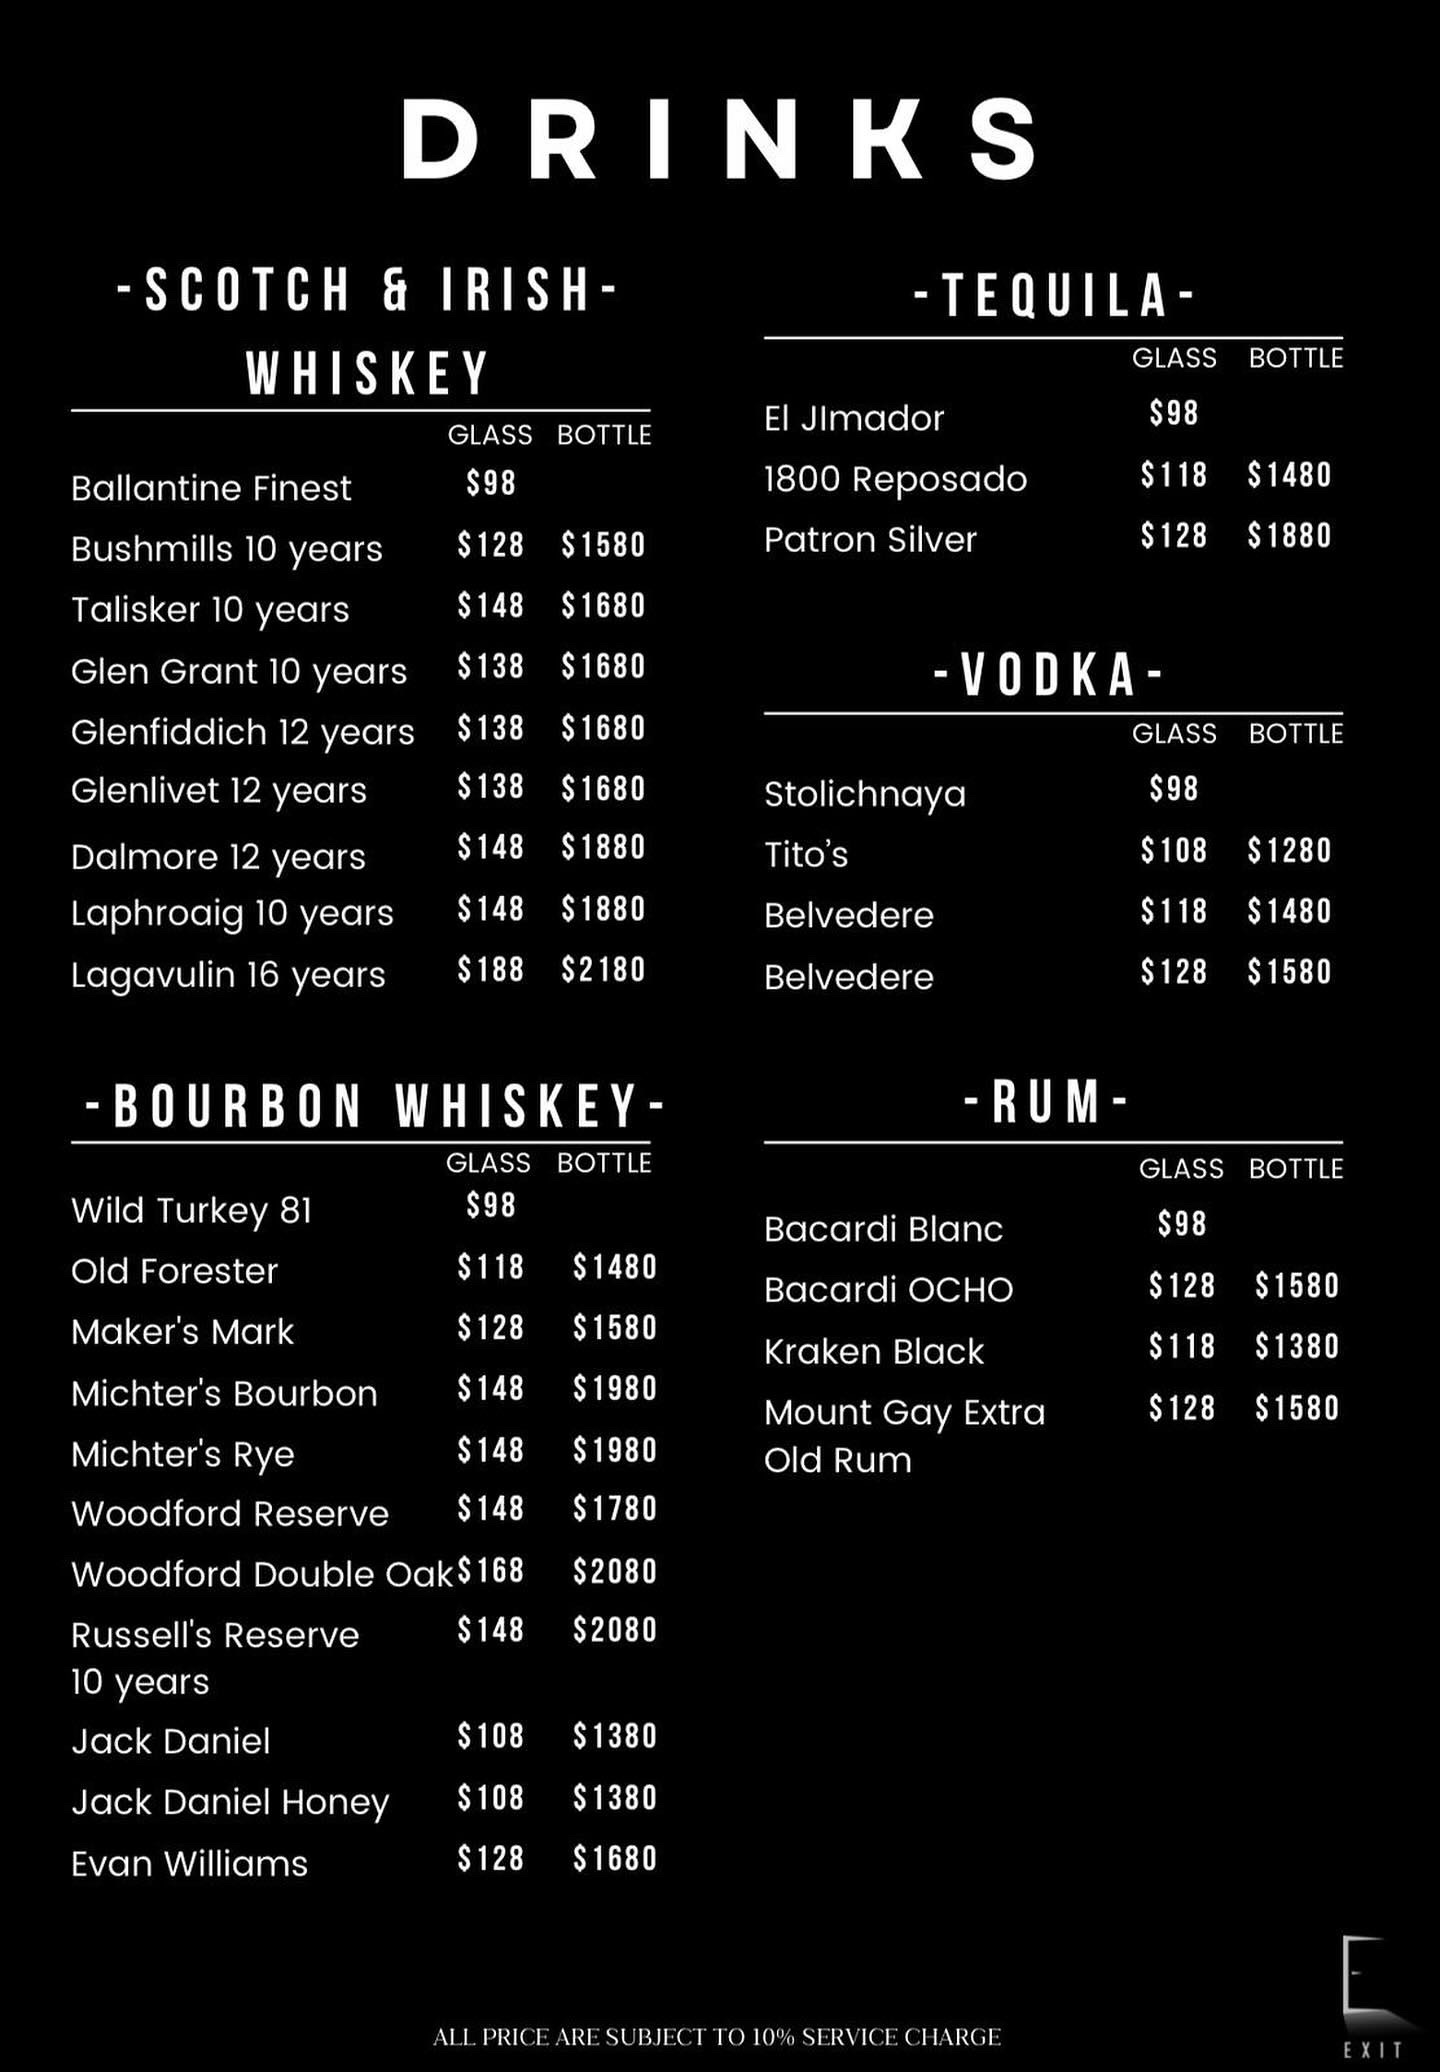 DRINKS
-SCOTCH & IRISH-
WHISKEY
GLASS BOTTLE
Ballantine Finest $98
Bushmills 10 years $128 $1580
Talisker 10 years $148 $1680
Glen Grant 10 years $138 $1680
Glenfiddich 12 years $138 $1680
Glenlivet 12 years $138 $1680
Dalmore 12 years $148 $1880
Laphroaig 10 years $148 $1880
Lagavulin 16 years $188 $2180
-BOURBON WHISKEY-
GLASS BOTTLE
Wild Turkey 81 $98
Old Forester $118 $1480
Maker's Mark $128 $1580
Michter's Bourbon $148 $1980
Michter's Rye $148 $1980
Woodford Reserve $148 $1780
Woodford Double Oak $168 $2080
Russell's Reserve $148 $2080
10 years
Jack Daniel $108 $1380
Jack Daniel Honey $108 $1380
Evan Williams $128 $1680
-TEQUILA-
GLASS BOTTLE
El JImador $98
1800 Reposado $118 $1480
Patron Silver $128 $1880
-VODKA-
GLASS BOTTLE
Stolichnaya $98
Tito’s $108 $1280
Belvedere $118 $1480
Belvedere $128 $1580
-RUM-
GLASS BOTTLE
Bacardi Blanc $98
Bacardi OCHO $128 $1580
Kraken Black $118 $1380
Mount Gay Extra $128 $1580
Old Rum
ALL PRICE ARE SUBJECT TO 10% SERVICE CHARGE
EXIT